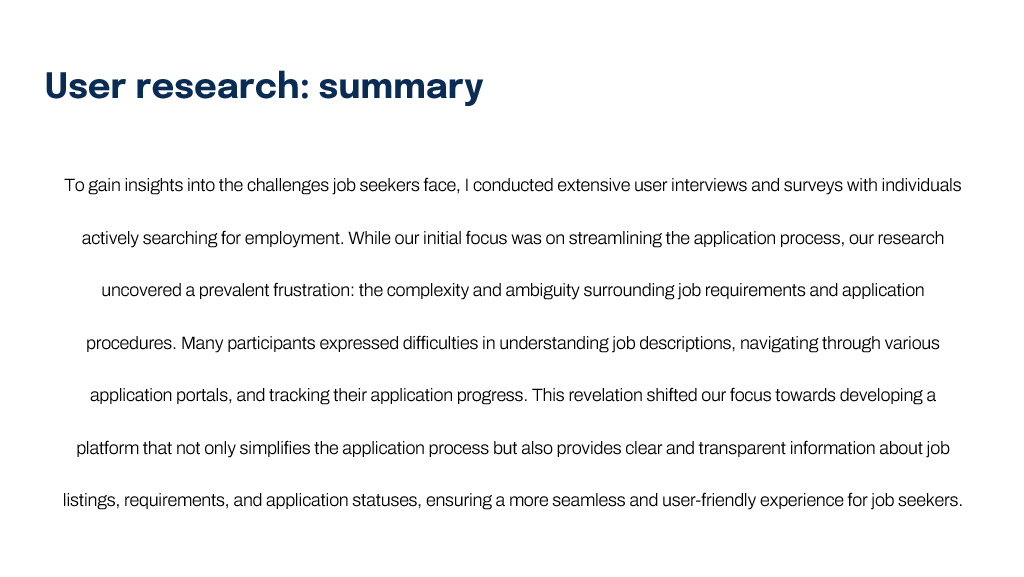 User research: summary
To gain insights into the challenges job seekers face, I conducted extensive user interviews and surveys with individuals
actively searching for employment. While our initial focus was on streamlining the application process, our research
uncovered a prevalent frustration: the complexity and ambiguity surrounding job requirements and application
procedures. Many participants expressed difficulties in understanding job descriptions, navigating through various
application portals, and tracking their application progress. This revelation shifted our focus towards developing a
platform that not only simplifies the application process but also provides clear and transparent information about job
listings, requirements, and application statuses, ensuring a more seamless and user-friendly experience for job seekers.